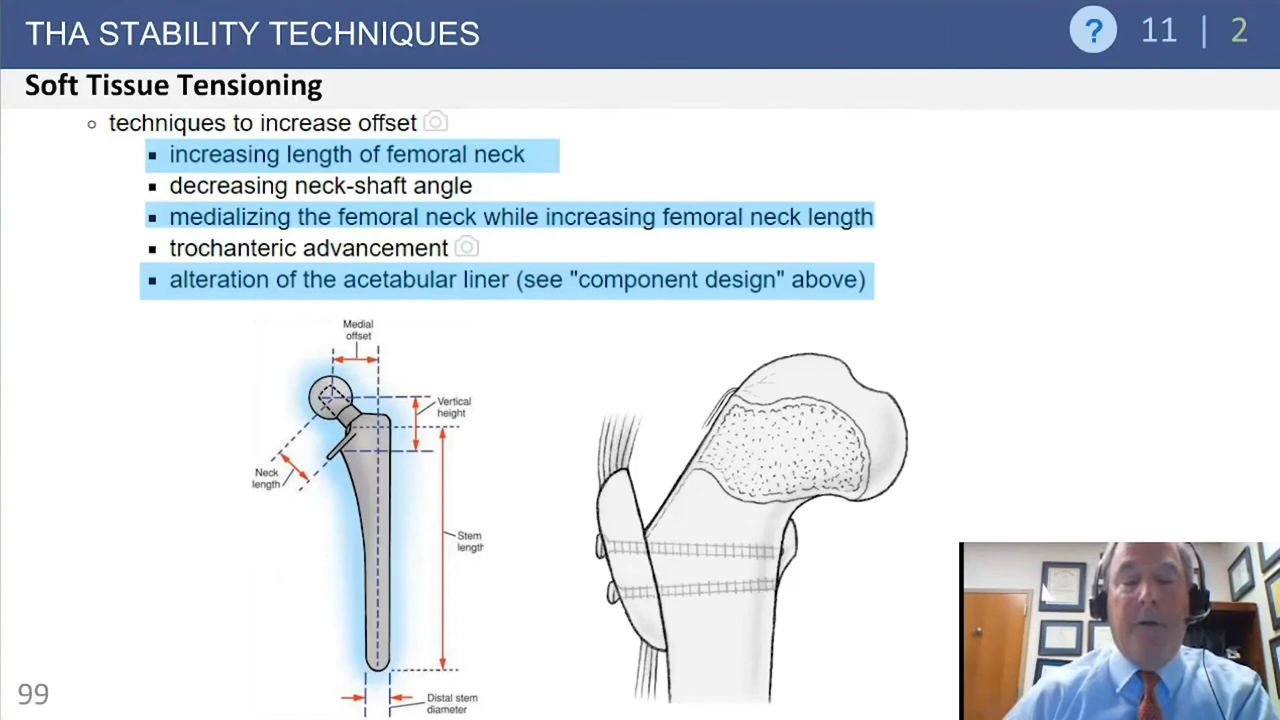 THA STABILITY TECHNIQUES
? 11 | 2
Soft Tissue Tensioning
techniques to increase offset
increasing length of femoral neck
decreasing neck-shaft angle
medializing the femoral neck while increasing femoral neck length
trochanteric advancement
alteration of the acetabular liner (see "component design" above)
Medial
offset
Vertical
height
Neck
length
Stem
length
Distal stem
diameter
99